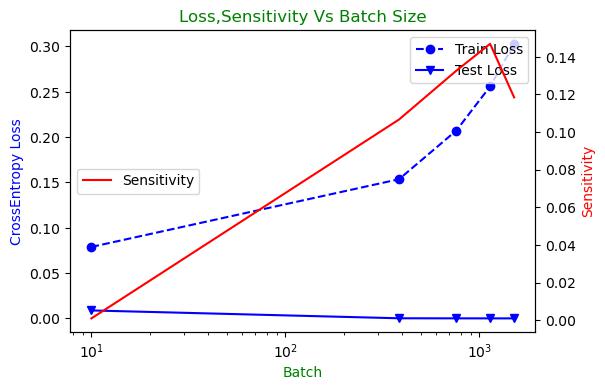 Loss,Sensitivity Vs Batch Size
CrossEntropy Loss
0.30
0.25
0.20
0.15
0.10
0.05
0.00
Train Loss
Test Loss
Sensitivity
0.14
0.12
0.10
0.08
0.06
0.04
0.02
0.00
Sensitivity
10¹
10²
10³
Batch